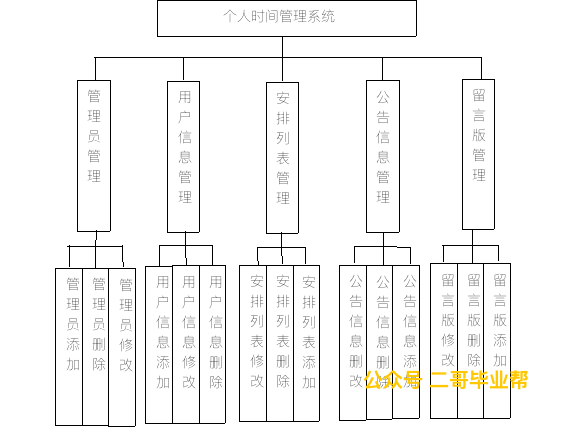 个人时间管理系统
管理员管理
用户信息管理
安排列表管理
公告信息管理
留言版管理
管理员添加
管理员删除
管理员修改
用户信息添加
用户信息修改
用户信息删除
安排列表修改
安排列表删除
安排列表添加
公告信息删改
公告信息删除
公告信息添加
留言版修改
留言版删除
留言版添加
公众号 二哥毕业帮